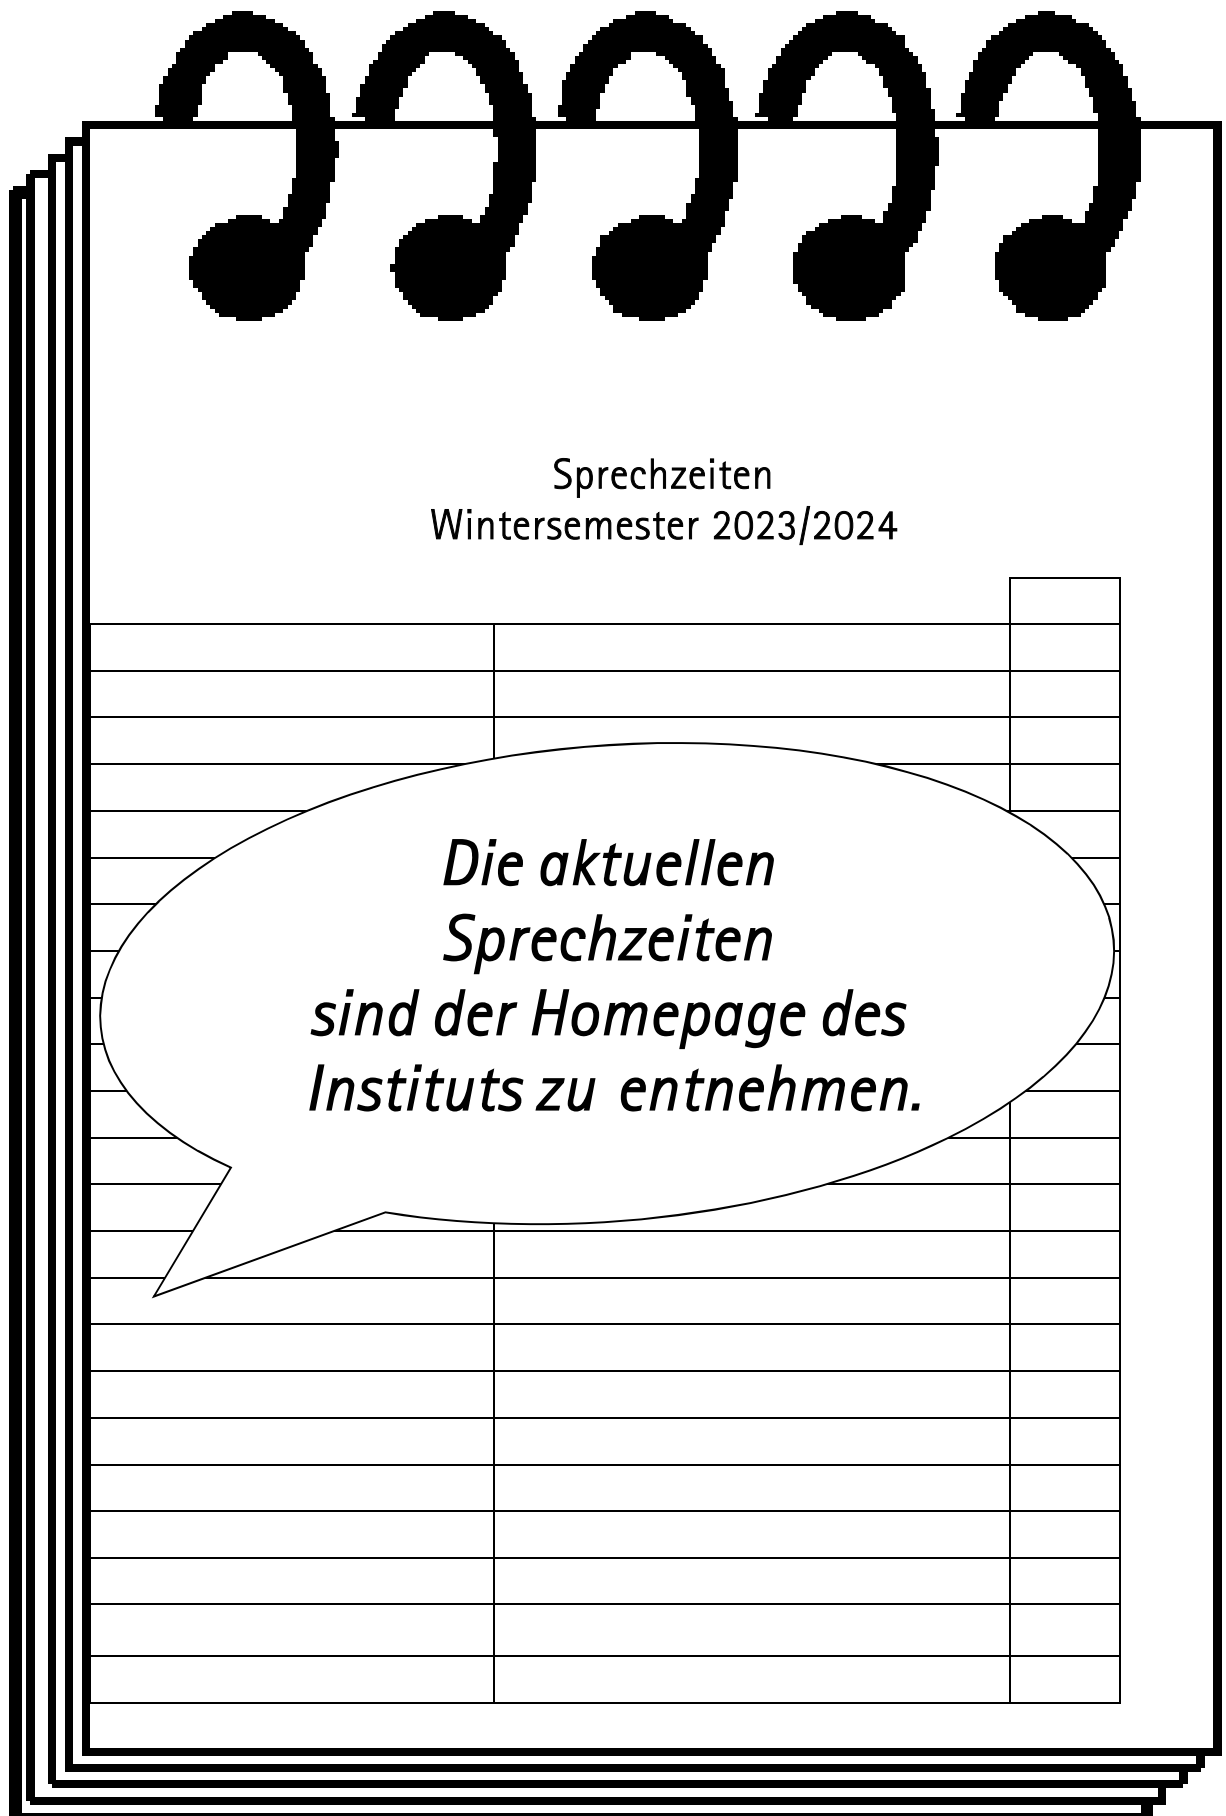 Sprechzeiten
Wintersemester 2023/2024
Die aktuellen
Sprechzeiten
sind der Homepage des
Instituts zu entnehmen.